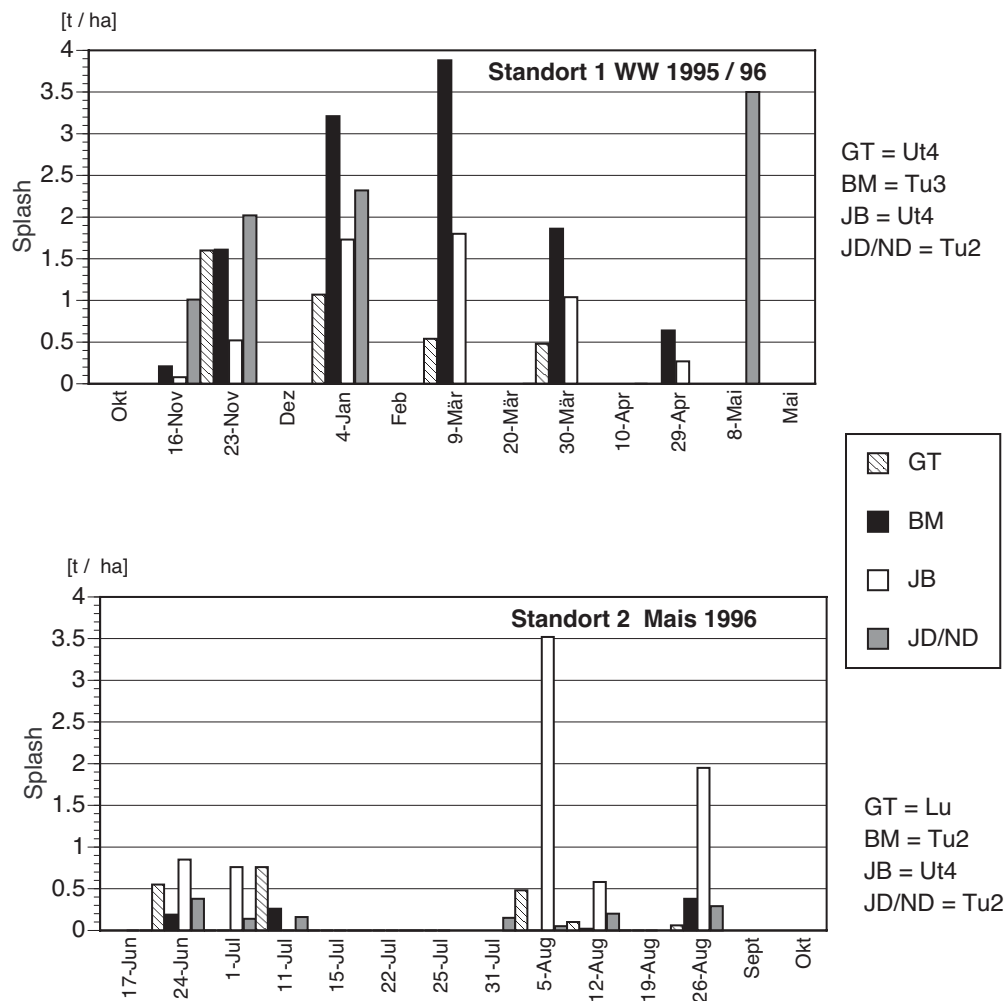 [t / ha]
Standort 1 WW 1995 / 96
4
3.5
3
2.5
2
1.5
1
0.5
0
Splash
Okt
16-Nov
23-Nov
Dez
4-Jan
Feb
9-Mär
20-Mär
30-Mär
10-Apr
29-Apr
8-Mai
Mai
GT = Ut4
BM = Tu3
JB = Ut4
JD/ND = Tu2
GT
BM
JB
JD/ND
[t / ha]
Standort 2 Mais 1996
4
3.5
3
2.5
2
1.5
1
0.5
0
Splash
17-Jun
24-Jun
1-Jul
11-Jul
15-Jul
22-Jul
25-Jul
31-Jul
5-Aug
12-Aug
19-Aug
26-Aug
Sept
Okt
GT = Lu
BM = Tu2
JB = Ut4
JD/ND = Tu2